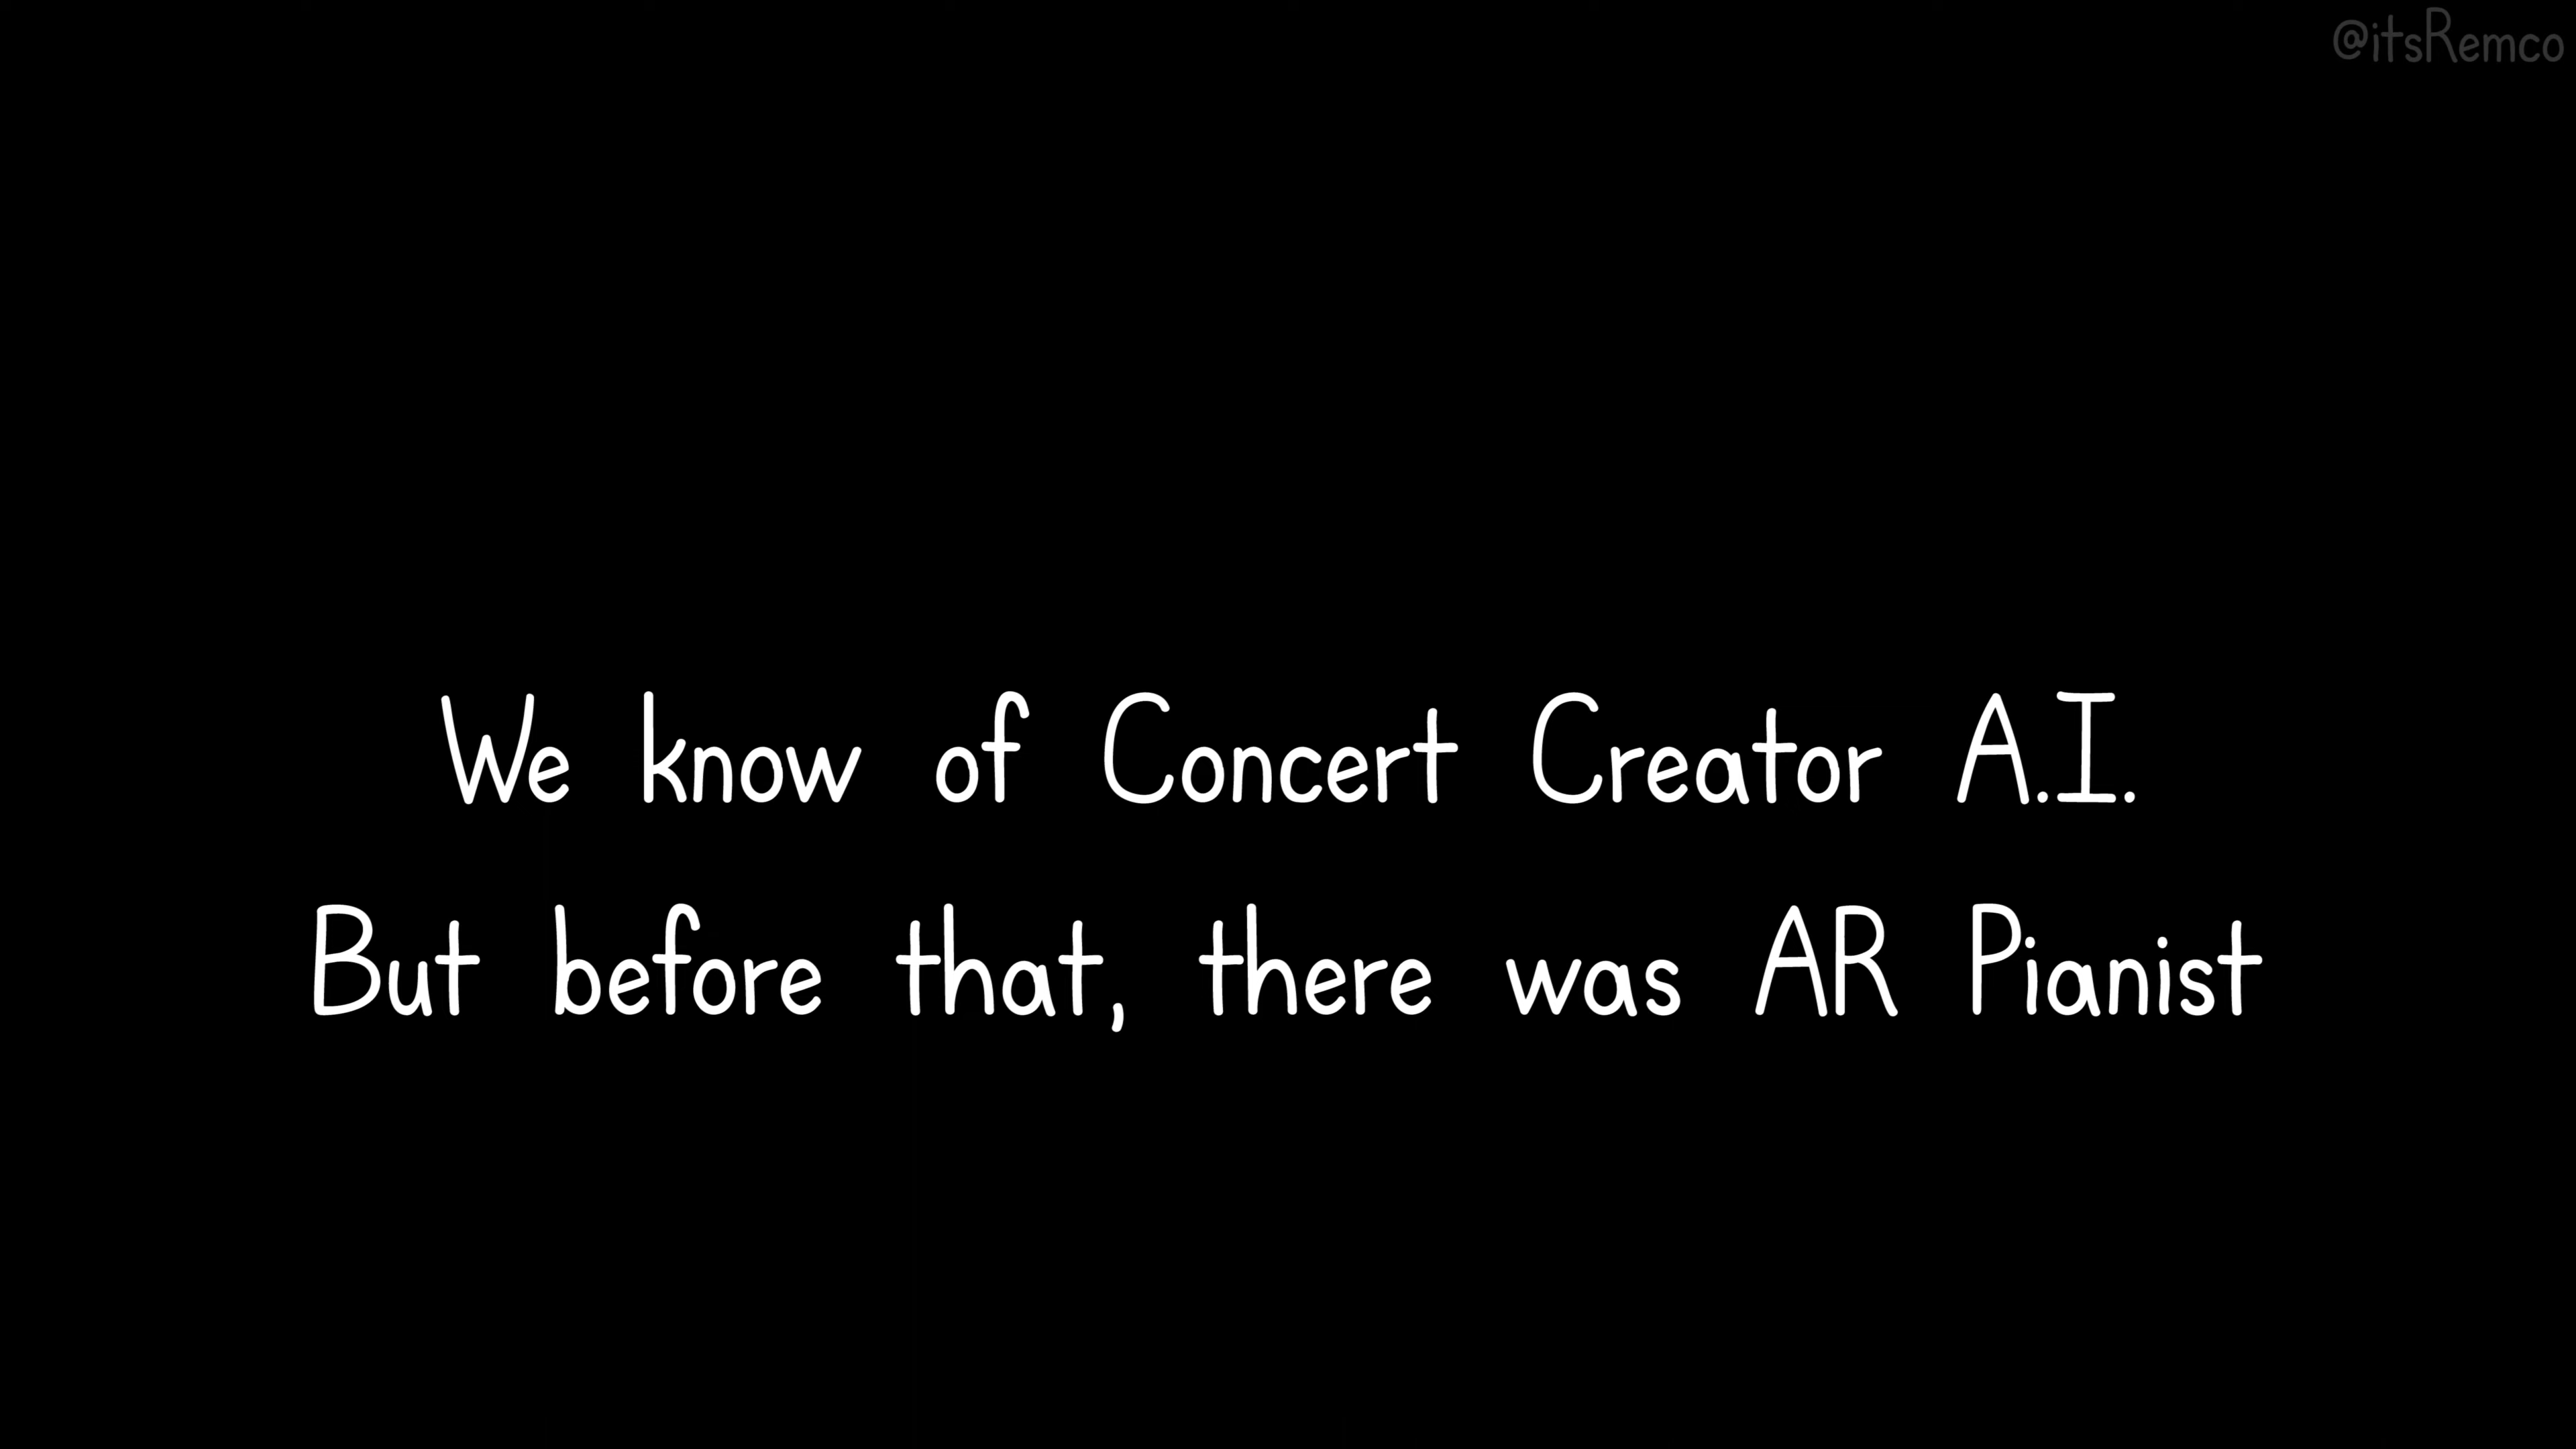 @itsRemco
We know of Concert Creator A.I.
But before that, there was AR Pianist